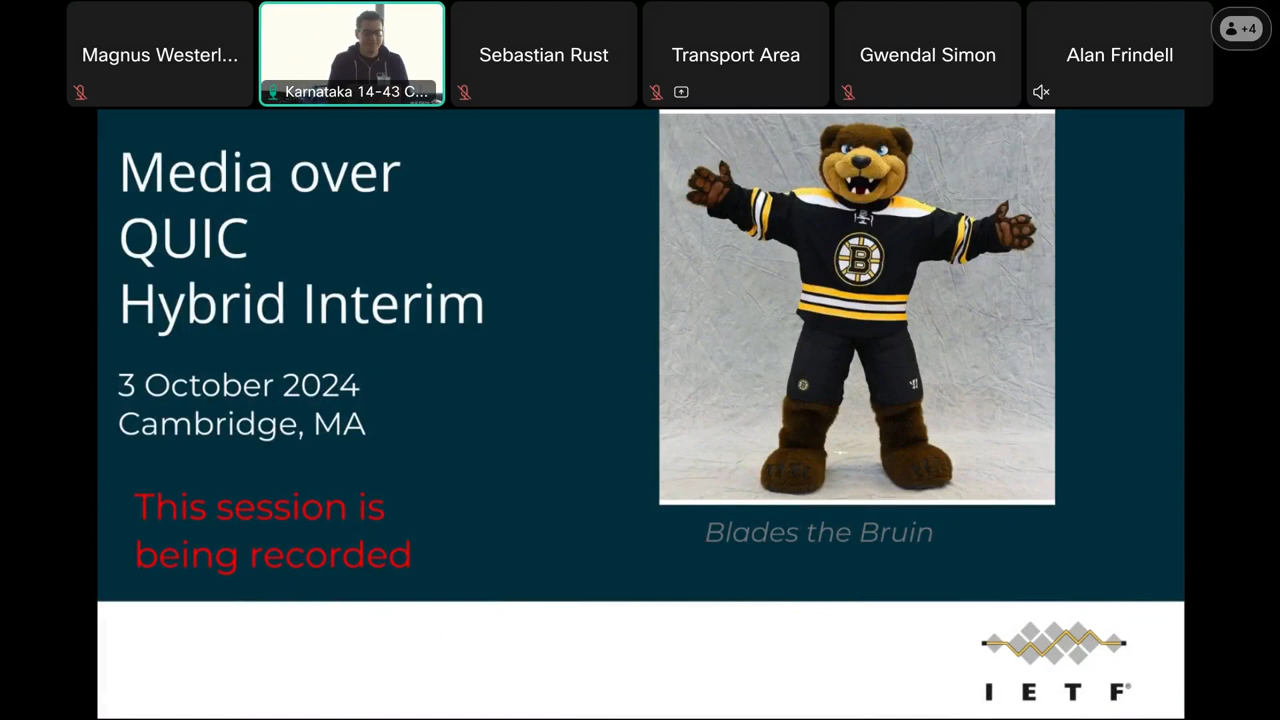 Magnus Westerl...
Karnataka 14-43 C...
Sebastian Rust
Transport Area
Gwendal Simon
Alan Frindell
+4
Media over
QUIC
Hybrid Interim
3 October 2024
Cambridge, MA
This session is
being recorded
B
Blades the Bruin
I E T F®